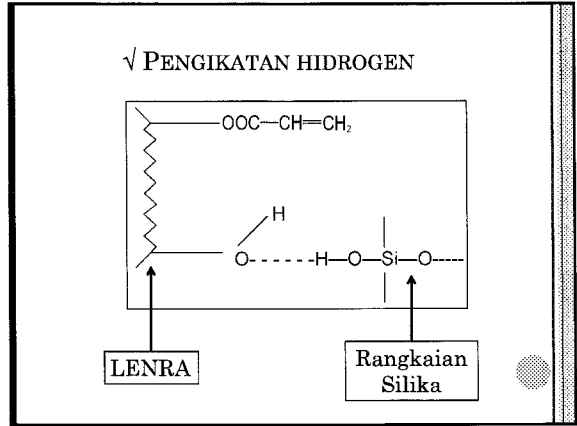 √ PENGIKATAN HIDROGEN
OOC—CH=CH₂
H
O- - - - - -H—O—Si—O-----
LENRA
Rangkaian
Silika